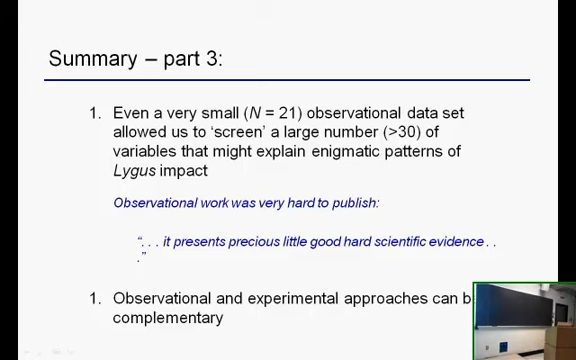 Summary – part 3:
1. Even a very small (N = 21) observational data set
allowed us to ‘screen’ a large number (>30) of
variables that might explain enigmatic patterns of
Lygus impact
Observational work was very hard to publish:
“. . . it presents precious little good hard scientific evidence . .
.”
1. Observational and experimental approaches can b
complementary